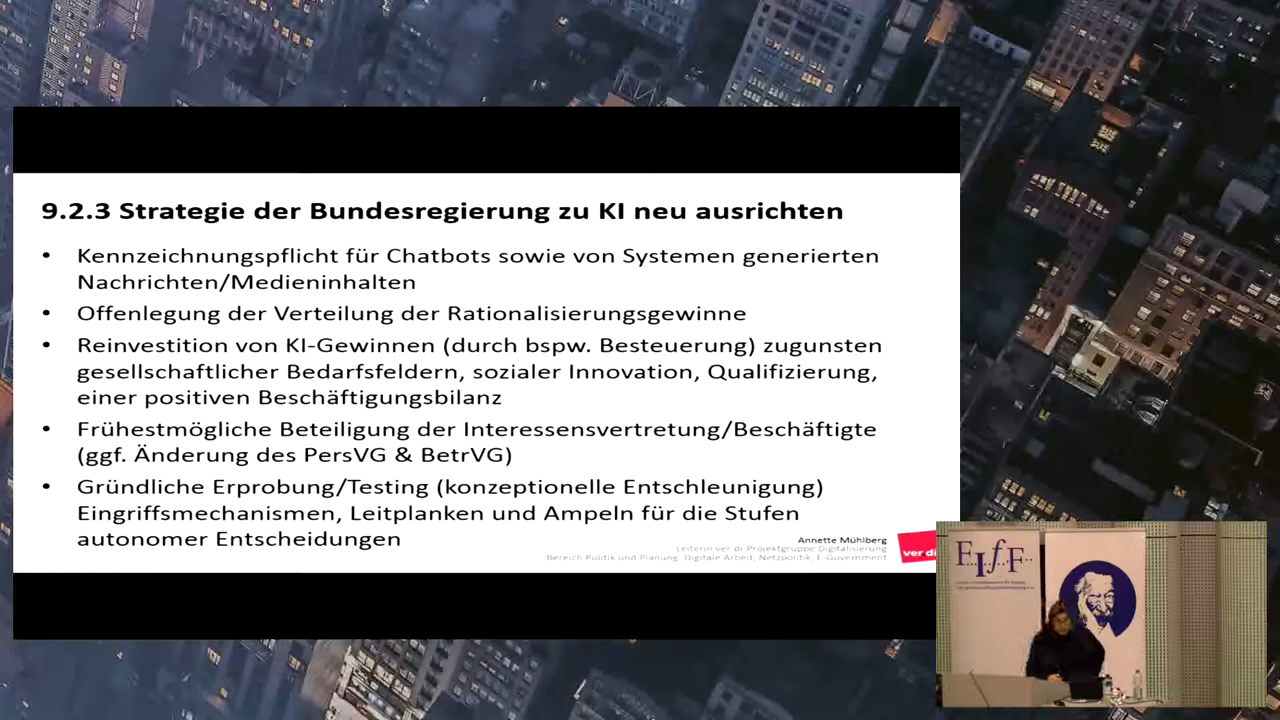 9.2.3 Strategie der Bundesregierung zu KI neu ausrichten
• Kennzeichnungspflicht für Chatbots sowie von Systemen generierten
Nachrichten/Medieninhalten
• Offenlegung der Verteilung der Rationalisierungsgewinne
• Reinvestition von KI-Gewinnen (durch bspw. Besteuerung) zugunsten
gesellschaftlicher Bedarfsfeldern, sozialer Innovation, Qualifizierung,
einer positiven Beschäftigungsbilanz
• Frühestmögliche Beteiligung der Interessensvertretung/Beschäftigte
(ggf. Änderung des PersVG & BetrVG)
• Gründliche Erprobung/Testing (konzeptionelle Entschleunigung)
Eingriffsmechanismen, Leitplanken und Ampeln für die Stufen
autonomer Entscheidungen
Annette Mühlberg
Leiterin ver.di Projektgruppe Digitalisierung
Bereich Politik und Planung: Digitale Arbeit, Netzpolitik, E-Government
ver di
F..I..f..F..